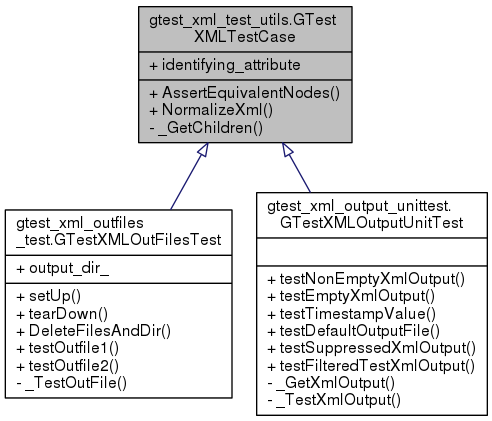 gtest_xml_test_utils.GTest
XMLTestCase
+ identifying_attribute
+ AssertEquivalentNodes()
+ NormalizeXml()
- _GetChildren()
gtest_xml_outfiles
_test.GTestXMLOutFilesTest
+ output_dir_
+ setUp()
+ tearDown()
+ DeleteFilesAndDir()
+ testOutfile1()
+ testOutfile2()
- _TestOutFile()
gtest_xml_output_unittest.
GTestXMLOutputUnitTest
+ testNonEmptyXmlOutput()
+ testEmptyXmlOutput()
+ testTimestampValue()
+ testDefaultOutputFile()
+ testSuppressedXmlOutput()
+ testFilteredTestXmlOutput()
- _GetXmlOutput()
- _TestXmlOutput()